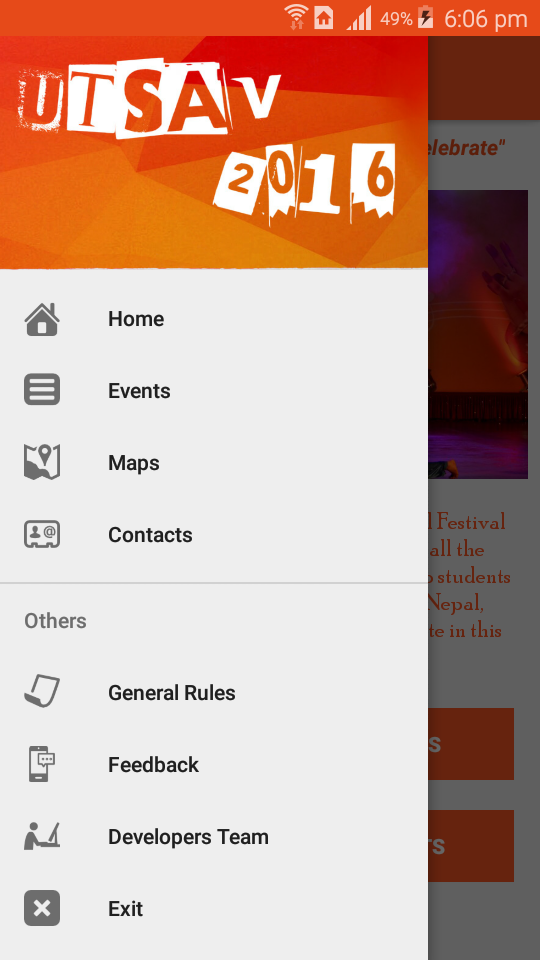 49% 6:06 pm
UTSAV
2016
Home
Events
Maps
Contacts
Others
General Rules
Feedback
Developers Team
Exit
elebrate"
l Festival
all the
o students
Nepal,
te in this
S
TS